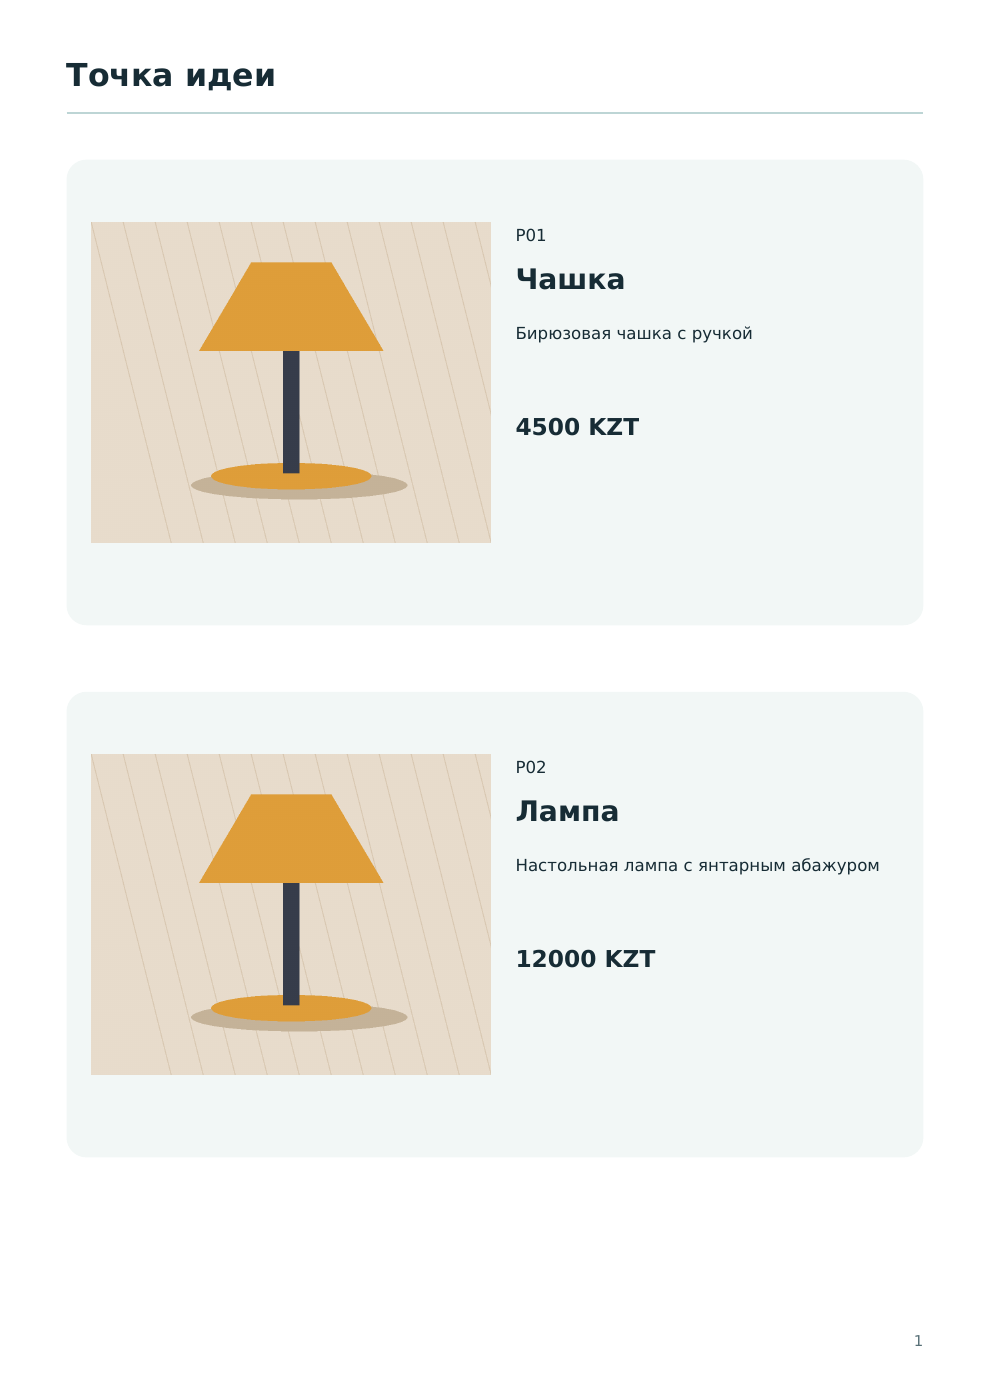 Точка идеи
P01
Чашка
Бирюзовая чашка с ручкой
4500 KZT
P02
Лампа
Настольная лампа с янтарным абажуром
12000 KZT
1